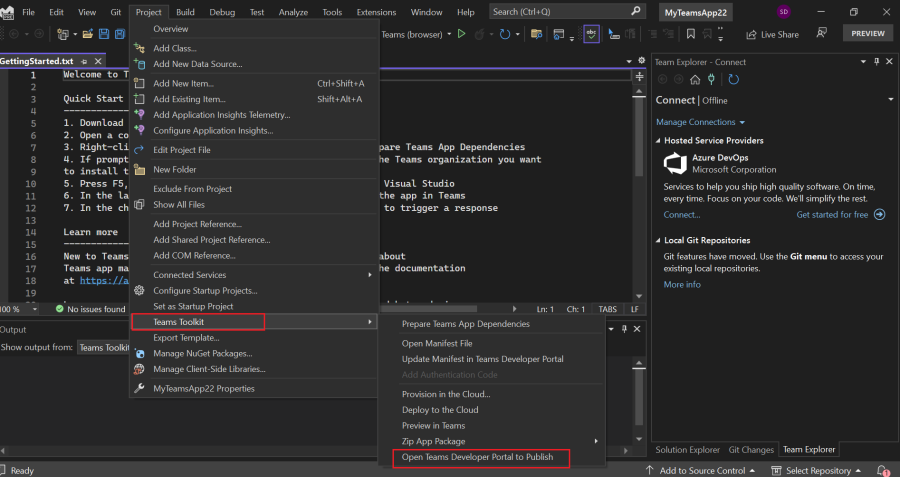 File Edit View Git Project Build Debug Test Analyze Tools Extensions Window Help Search (Ctrl+Q) MyTeamsApp22 SD
Teams (browser) Live Share PREVIEW
GettingStarted.txt
Overview
Add Class...
Add New Data Source...
Add New Item... Ctrl+Shift+A
Add Existing Item... Shift+Alt+A
Add Application Insights Telemetry...
Configure Application Insights...
Edit Project File
New Folder
Exclude From Project
Show All Files
Add Project Reference...
Add Shared Project Reference...
Add COM Reference...
Connected Services
Configure Startup Projects...
Set as Startup Project
Teams Toolkit
Export Template...
Manage NuGet Packages...
Manage Client-Side Libraries...
MyTeamsApp22 Properties
1 Welcome to T
2
3 Quick Start
4 ------------
5 1. Download
6 2. Open a co
7 3. Right-cli pare Teams App Dependencies
8 4. If prompt the Teams organization you want
9 to install t
10 5. Press F5, Visual Studio
11 6. In the la the app in Teams
12 7. In the ch to trigger a response
13
14 Learn more
15 ------------
16 New to Teams about
17 Teams app ma the documentation
18 at https://a
19
100 % No issues found Ln: 1 Ch: 1 TABS LF
Output
Show output from: Teams Toolkit
Prepare Teams App Dependencies
Open Manifest File
Update Manifest in Teams Developer Portal
Add Authentication Code
Provision in the Cloud...
Deploy to the Cloud
Preview in Teams
Zip App Package
Open Teams Developer Portal to Publish
Team Explorer - Connect
Connect | Offline
Manage Connections
Hosted Service Providers
Azure DevOps
Microsoft Corporation
Services to help you ship high quality software. On time,
every time. Focus on your code. We'll simplify the rest.
Connect... Get started for free
Local Git Repositories
Git features have moved. Use the Git menu to access your
existing local repositories.
More info
Solution Explorer Git Changes Team Explorer
Ready Add to Source Control Select Repository 1